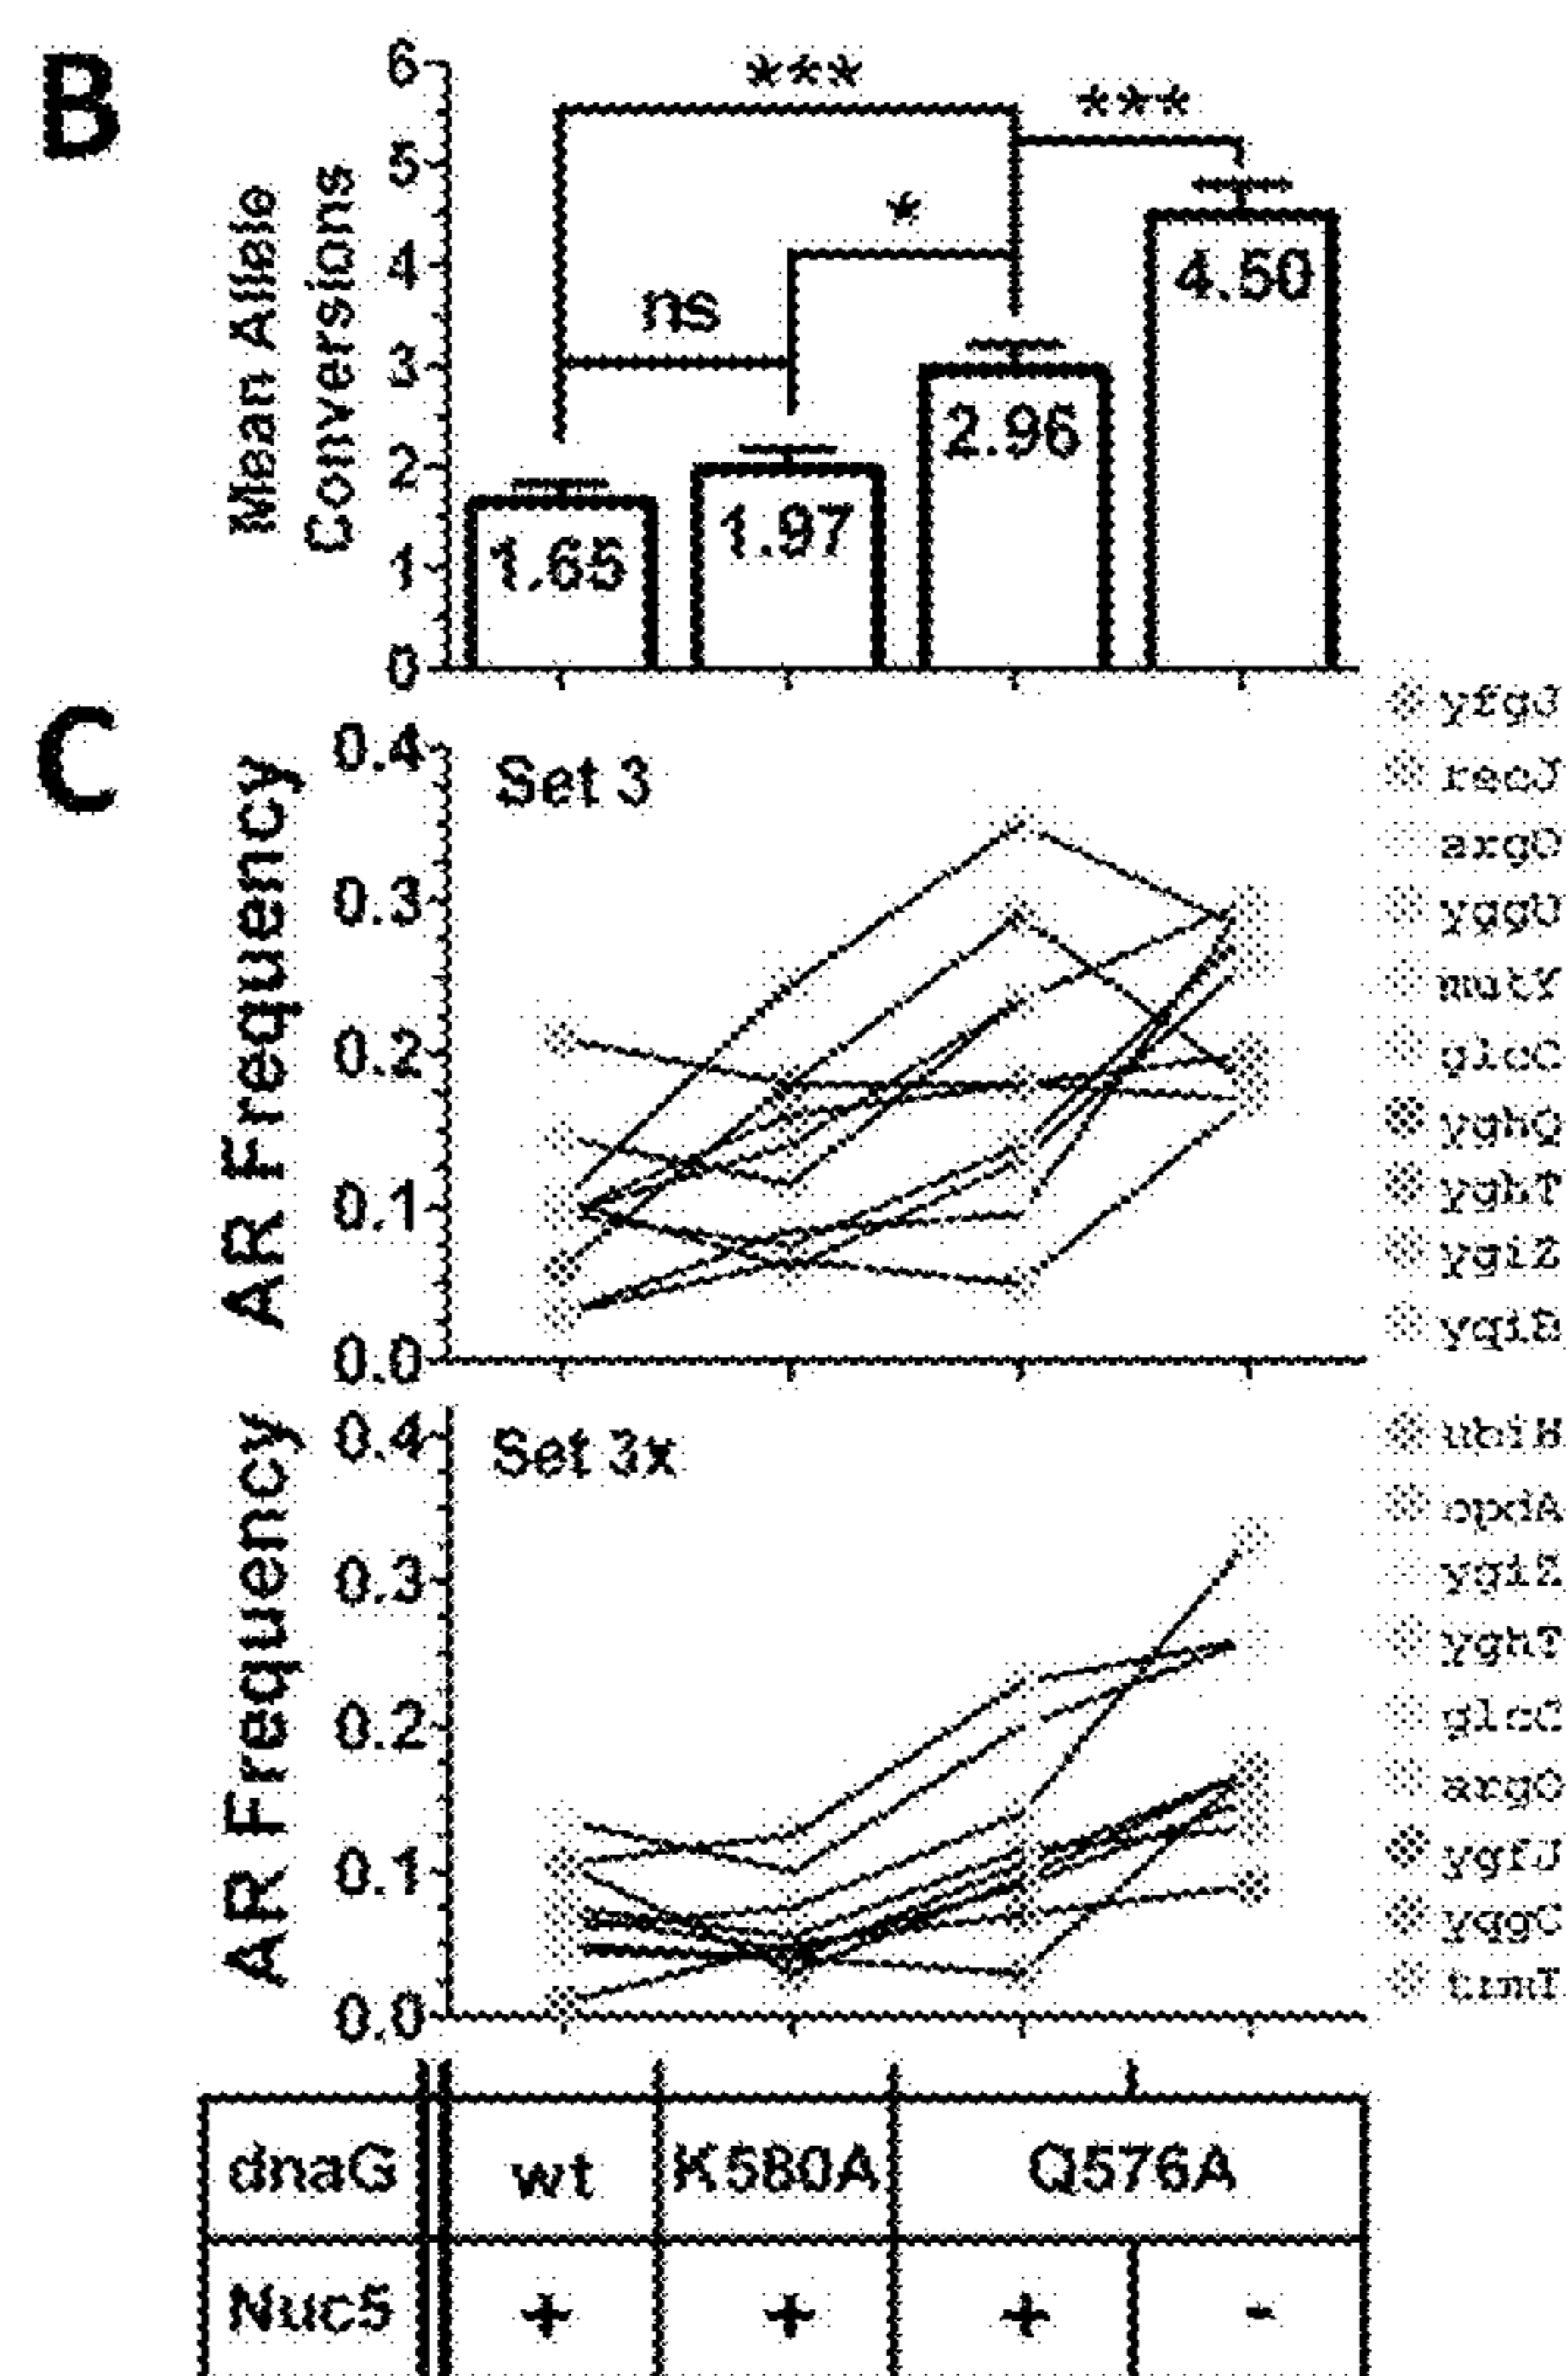 B
6
***
***
5
Mean Allele
Conversions
*
4
4.50
ns
3
2.96
2
1.97
1
1.65
0
C
0.4
Set 3
AR Frequency
0.3
0.2
0.1
0.0
yfgJ
recJ
argO
yggU
mutY
glcC
yghQ
yghT
ygiZ
yqiB
0.4
Set 3x
AR Frequency
0.3
0.2
0.1
0.0
ubiH
ygiZ
yghT
glcC
argO
ygfJ
yqgC
dnaG wt K580A Q576A
Nuc5 + + + -